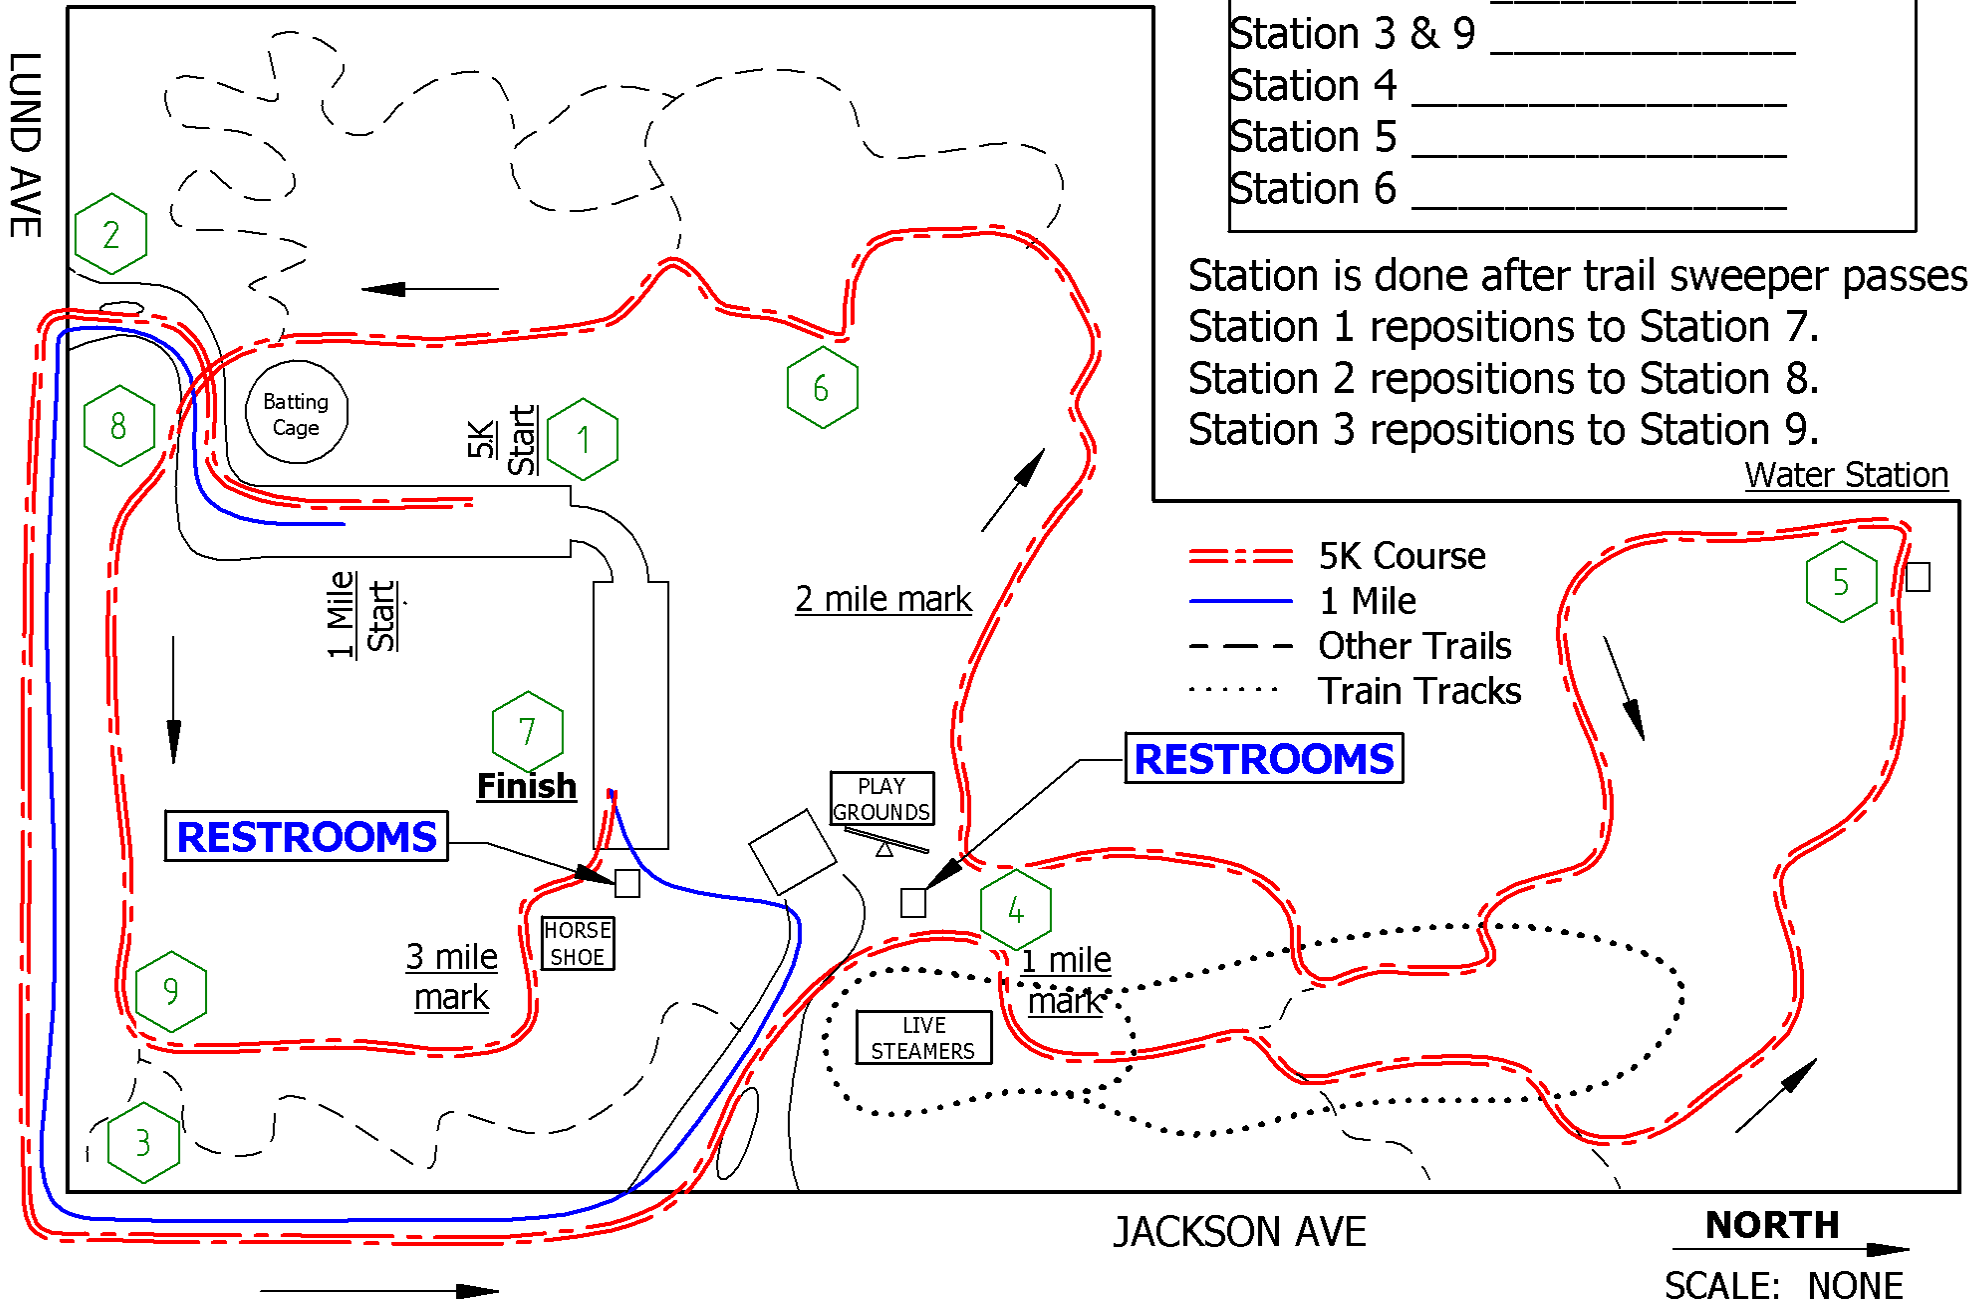 Station 3 & 9 _____________
Station 4 ________________
Station 5 ________________
Station 6 ________________
Station is done after trail sweeper passes
Station 1 repositions to Station 7.
Station 2 repositions to Station 8.
Station 3 repositions to Station 9.
Water Station
LUND AVE
2
8
Batting
Cage
5K
Start
1
6
5K Course
1 Mile
Other Trails
Train Tracks
5
1 Mile
Start
2 mile mark
7
Finish
RESTROOMS
PLAY
GROUNDS
RESTROOMS
4
HORSE
SHOE
3 mile
mark
1 mile
mark
9
LIVE
STEAMERS
3
JACKSON AVE
NORTH
SCALE: NONE